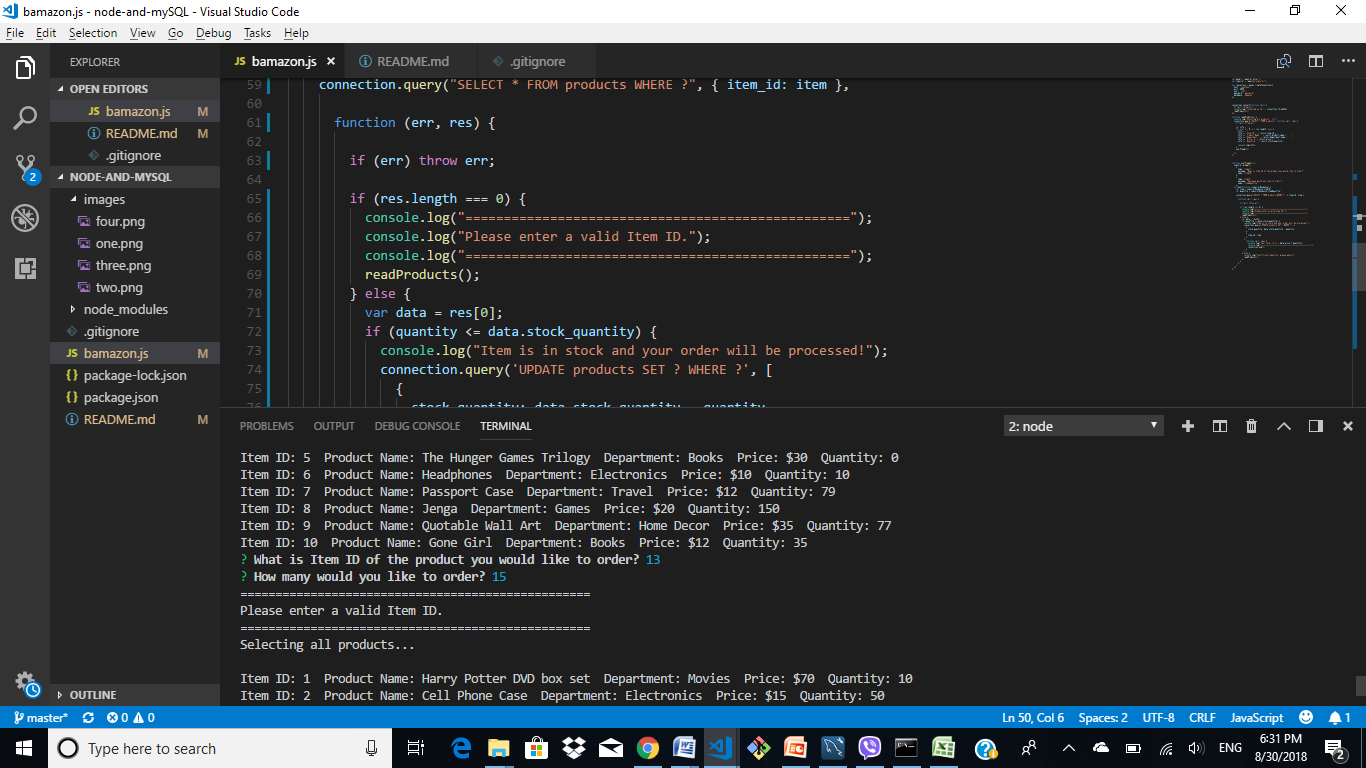 bamazon.js - node-and-mySQL - Visual Studio Code
File Edit Selection View Go Debug Tasks Help
EXPLORER
OPEN EDITORS
JS bamazon.js M
README.md M
.gitignore
NODE-AND-MYSQL
images
four.png
one.png
three.png
two.png
node_modules
.gitignore
JS bamazon.js M
{} package-lock.json
{} package.json
README.md M
OUTLINE
2
JS bamazon.js × README.md .gitignore
59 connection.query("SELECT * FROM products WHERE ?", { item_id: item },
60
61 function (err, res) {
62
63 if (err) throw err;
64
65 if (res.length === 0) {
66 console.log("==================================================");
67 console.log("Please enter a valid Item ID.");
68 console.log("==================================================");
69 readProducts();
70 } else {
71 var data = res[0];
72 if (quantity <= data.stock_quantity) {
73 console.log("Item is in stock and your order will be processed!");
74 connection.query('UPDATE products SET ? WHERE ?', [
75 {
76 stock_quantity: data.stock_quantity - quantity
PROBLEMS OUTPUT DEBUG CONSOLE TERMINAL 2: node
Item ID: 5 Product Name: The Hunger Games Trilogy Department: Books Price: $30 Quantity: 0
Item ID: 6 Product Name: Headphones Department: Electronics Price: $10 Quantity: 10
Item ID: 7 Product Name: Passport Case Department: Travel Price: $12 Quantity: 79
Item ID: 8 Product Name: Jenga Department: Games Price: $20 Quantity: 150
Item ID: 9 Product Name: Quotable Wall Art Department: Home Decor Price: $35 Quantity: 77
Item ID: 10 Product Name: Gone Girl Department: Books Price: $12 Quantity: 35
? What is Item ID of the product you would like to order? 13
? How many would you like to order? 15
==================================================
Please enter a valid Item ID.
==================================================
Selecting all products...
Item ID: 1 Product Name: Harry Potter DVD box set Department: Movies Price: $70 Quantity: 10
Item ID: 2 Product Name: Cell Phone Case Department: Electronics Price: $15 Quantity: 50
master* 0 0 Ln 50, Col 6 Spaces: 2 UTF-8 CRLF JavaScript 1
Type here to search
ENG
6:31 PM
8/30/2018
2